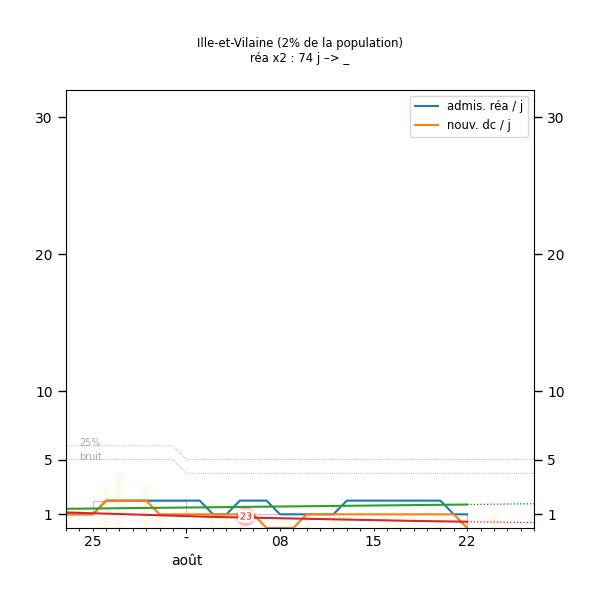 Ille-et-Vilaine (2% de la population)
réa x2 : 74 j –> _
admis. réa / j
nouv. dc / j
30 30
20 20
10 10
25%
bruit
5 5
1 23 1
25 - 08 15 22
août